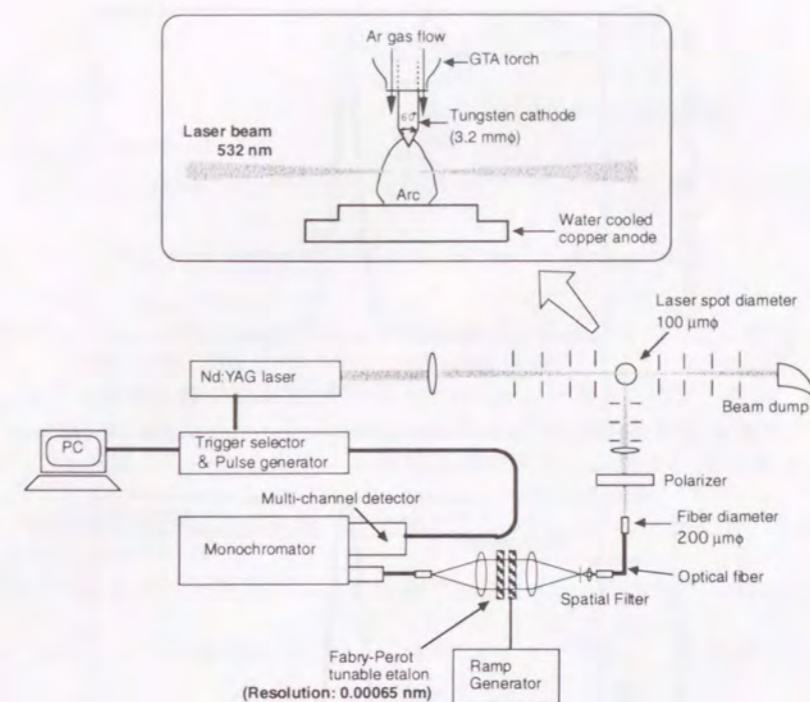 Ar gas flow
GTA torch
60°
Tungsten cathode
(3.2 mmφ)
Laser beam
532 nm
Arc
Water cooled
copper anode
Laser spot diameter
100 µmφ
Nd:YAG laser
Beam dump
PC
Trigger selector
& Pulse generator
Polarizer
Multi-channel detector
Fiber diameter
200 µmφ
Monochromator
Optical fiber
Spatial Filter
Fabry-Perot
tunable etalon
(Resolution: 0.00065 nm)
Ramp
Generator